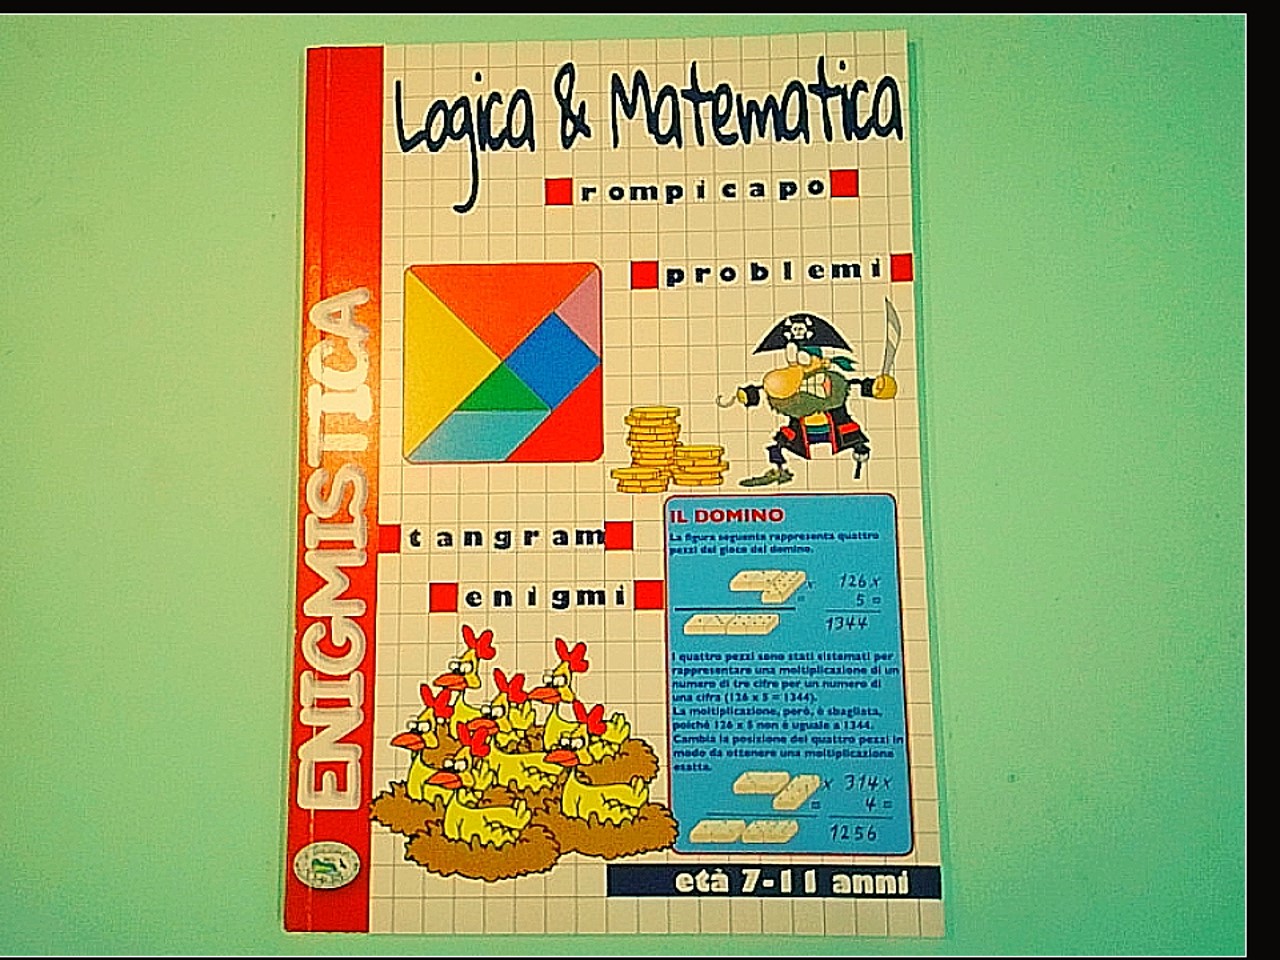 Logica & Matematica
rompicapo
problemi
ENIGMISTICA
tangram
enigmi
IL DOMINO
La figura seguente rappresenta quattro
pezzi del gioco del domino.
126 x
5 =
1344
x
=
I quattro pezzi sono stati sistemati per
rappresentare una moltiplicazione di un
numero di tre cifre per un numero di
una cifra (126 x 5 = 1344).
La moltiplicazione, però, è sbagliata,
poiché 126 x 5 non è uguale a 1344.
Cambia la posizione dei quattro pezzi in
modo da ottenere una moltiplicazione
esatta.
x
=
314 x
4 =
1256
età 7-11 anni